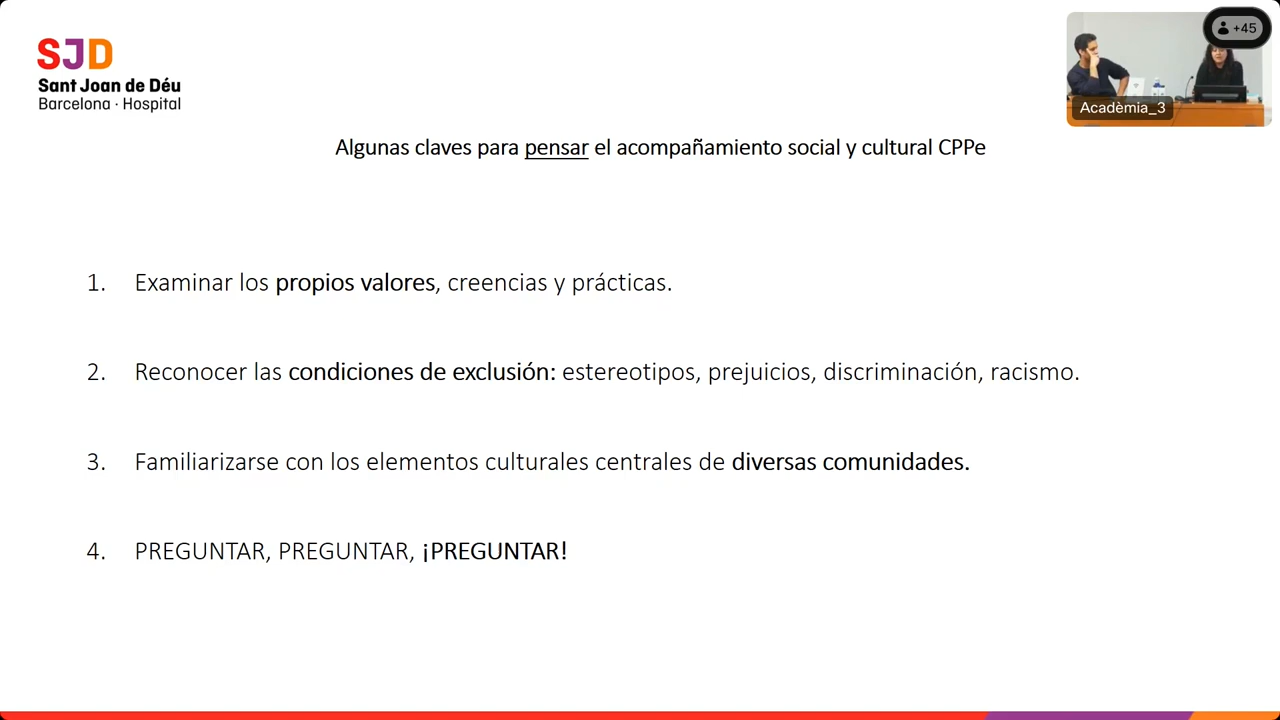 SJD
Sant Joan de Déu
Barcelona · Hospital
+45
Acadèmia_3
Algunas claves para pensar el acompañamiento social y cultural CPPe
1. Examinar los propios valores, creencias y prácticas.
2. Reconocer las condiciones de exclusión: estereotipos, prejuicios, discriminación, racismo.
3. Familiarizarse con los elementos culturales centrales de diversas comunidades.
4. PREGUNTAR, PREGUNTAR, ¡PREGUNTAR!